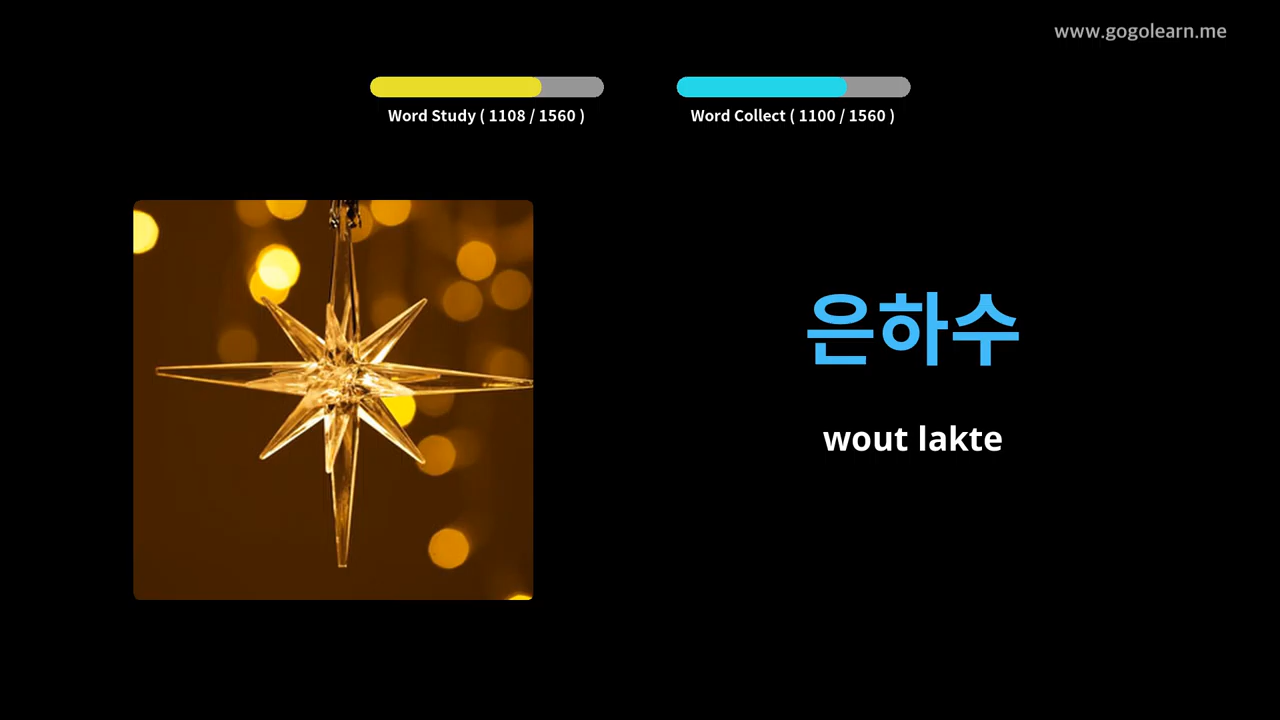 www.gogolearn.me
Word Study ( 1108 / 1560 )
Word Collect ( 1100 / 1560 )
은하수
wout lakte